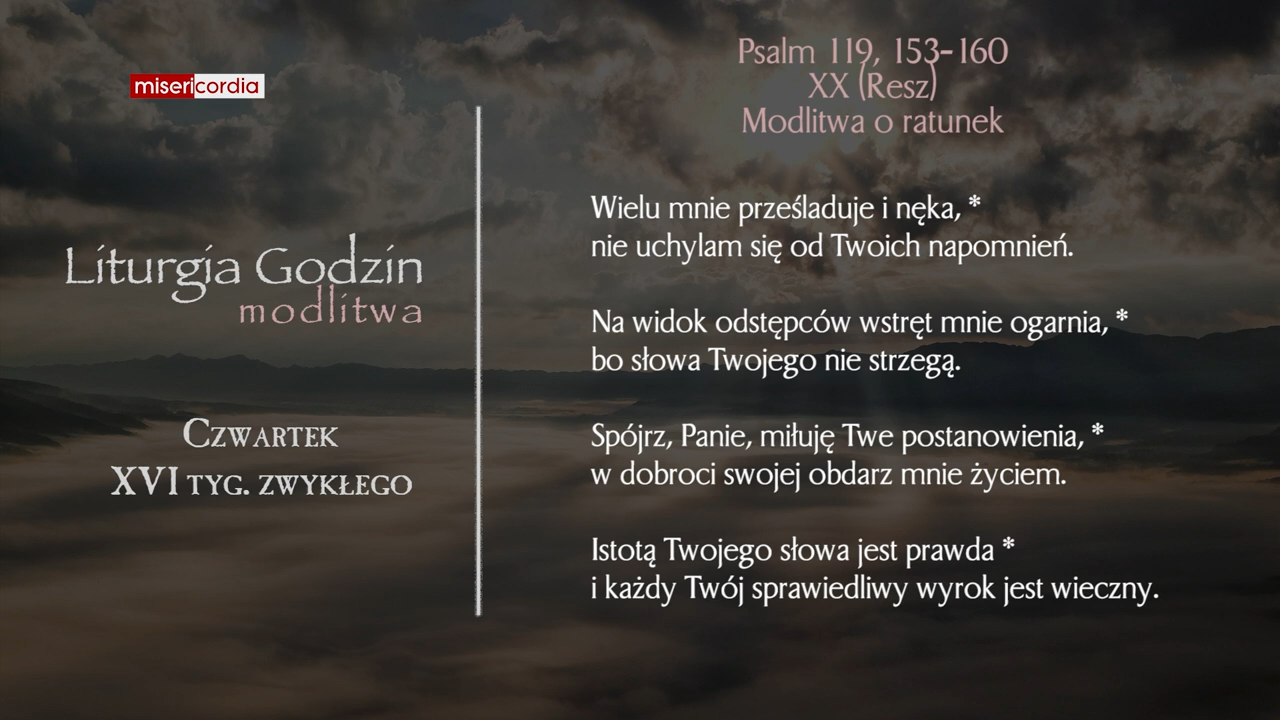 misericordia
Liturgia Godzin
modlitwa
Czwartek
XVI tyg. zwykłego
Psalm 119, 153-160
XX (Resz)
Modlitwa o ratunek
Wielu mnie prześladuje i nęka, *
nie uchylam się od Twoich napomnień.
Na widok odstępców wstręt mnie ogarnia, *
bo słowa Twojego nie strzegą.
Spójrz, Panie, miłuję Twe postanowienia, *
w dobroci swojej obdarz mnie życiem.
Istotą Twojego słowa jest prawda *
i każdy Twój sprawiedliwy wyrok jest wieczny.